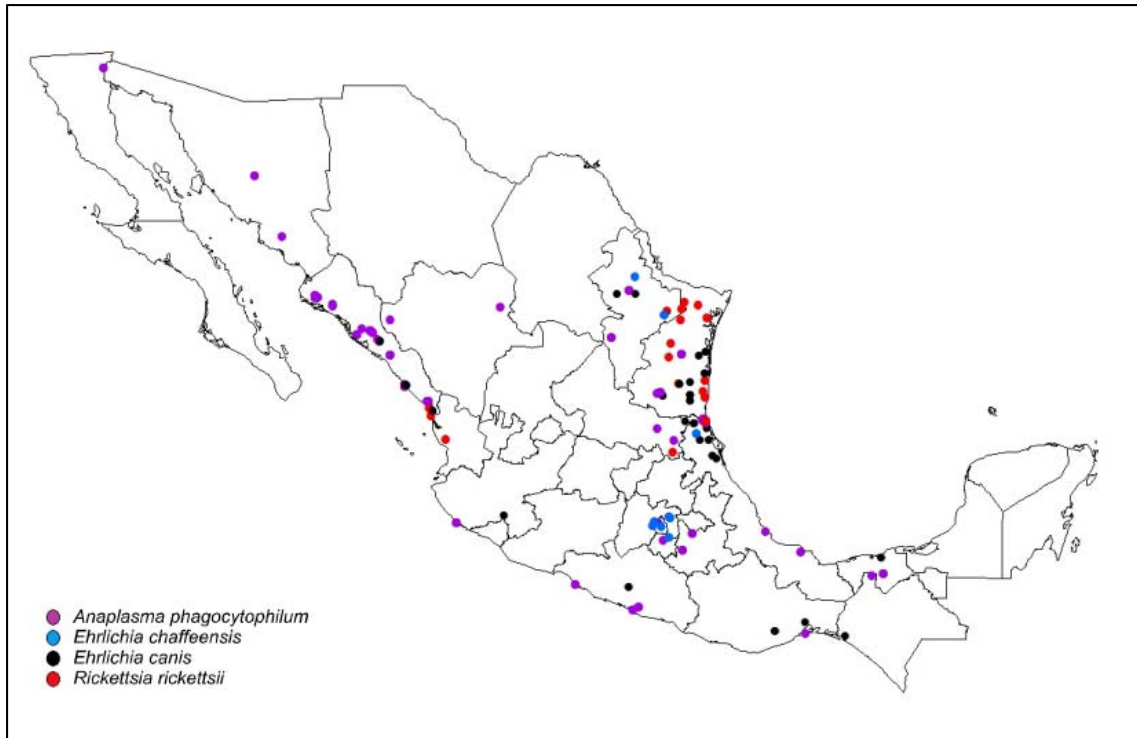 Anaplasma phagocytophilum
Ehrlichia chaffeensis
Ehrlichia canis
Rickettsia rickettsii